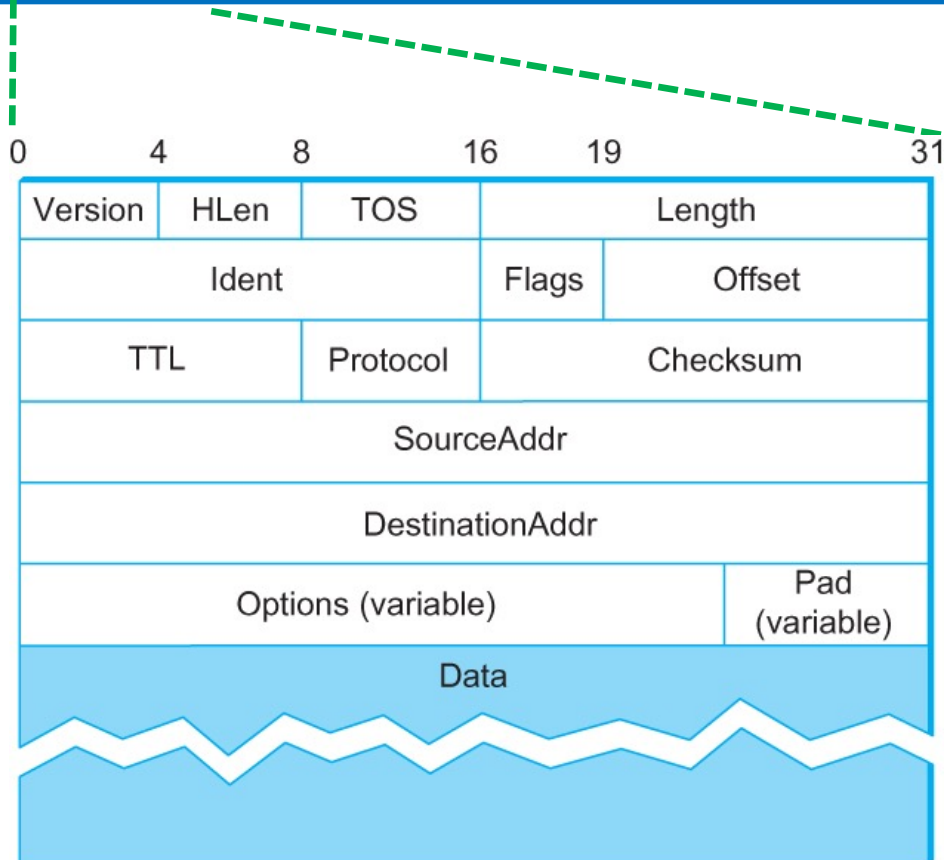 0 4 8 16 19 31
Version HLen TOS Length
Ident Flags Offset
TTL Protocol Checksum
SourceAddr
DestinationAddr
Options (variable) Pad
(variable)
Data